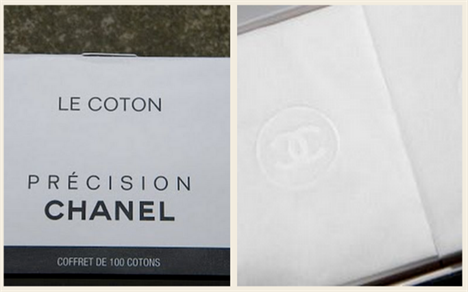 LE COTON
PRÉCISION
CHANEL
COFFRET DE 100 COTONS